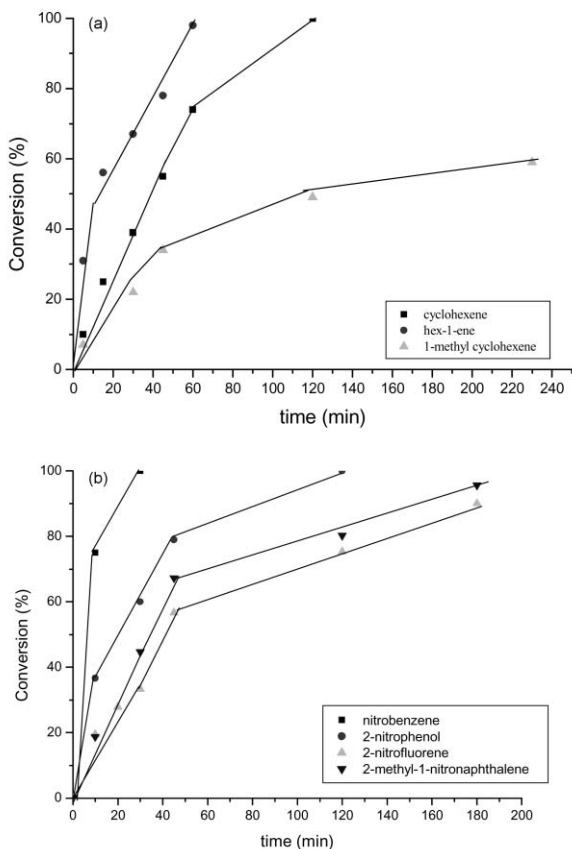 (a)
Conversion (%)
100
80
60
40
20
0
0 20 40 60 80 100 120 140 160 180 200 220 240
time (min)
cyclohexene
hex-1-ene
1-methyl cyclohexene
(b)
Conversion (%)
100
80
60
40
20
0
0 20 40 60 80 100 120 140 160 180 200
time (min)
nitrobenzene
2-nitrophenol
2-nitrofluorene
2-methyl-1-nitronaphthalene